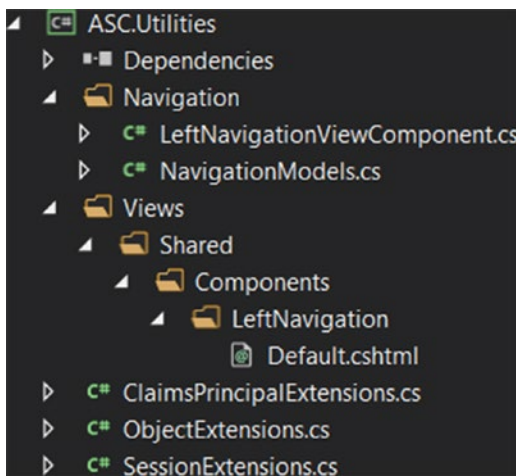 C# ASC.Utilities
Dependencies
Navigation
C# LeftNavigationViewComponent.cs
C# NavigationModels.cs
Views
Shared
Components
LeftNavigation
@ Default.cshtml
C# ClaimsPrincipalExtensions.cs
C# ObjectExtensions.cs
C# SessionExtensions.cs